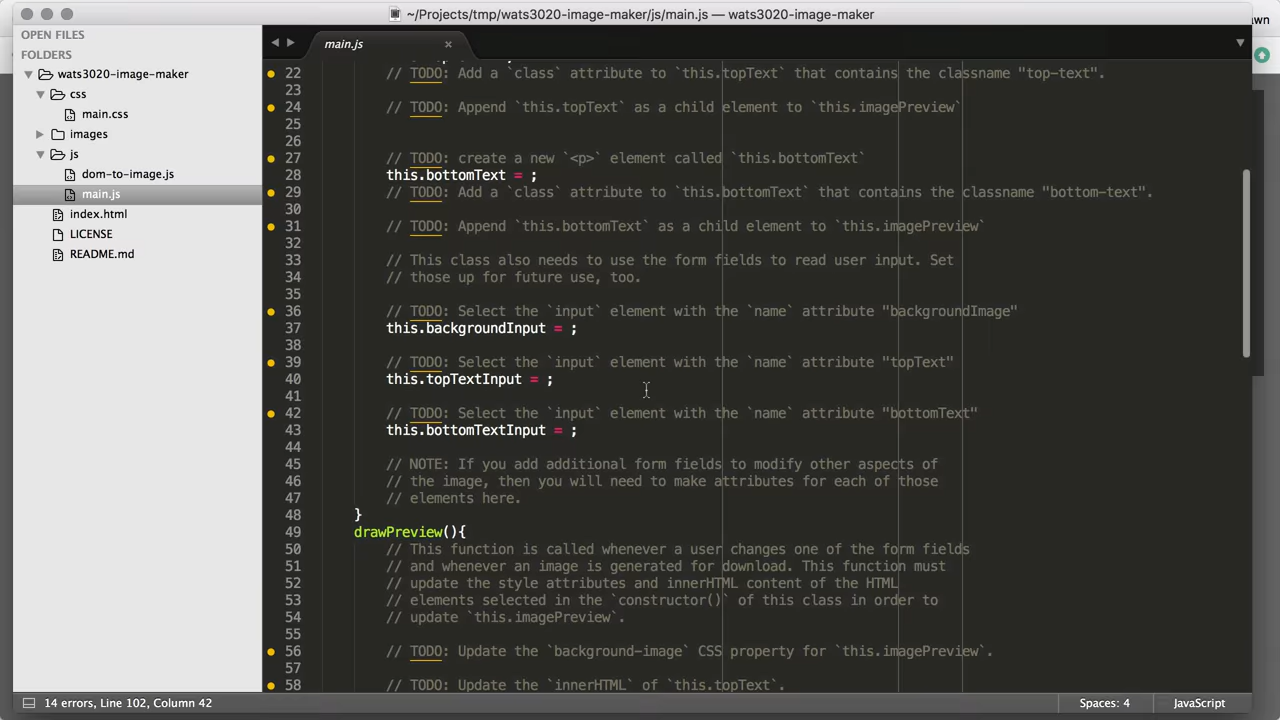 ~/Projects/tmp/wats3020-image-maker/js/main.js — wats3020-image-maker
wn
OPEN FILES
FOLDERS
wats3020-image-maker
css
main.css
images
js
dom-to-image.js
main.js
index.html
LICENSE
README.md
main.js
22 // TODO: Add a `class` attribute to `this.topText` that contains the classname "top-text".
23
24 // TODO: Append `this.topText` as a child element to `this.imagePreview`
25
26
27 // TODO: create a new `<p>` element called `this.bottomText`
28 this.bottomText = ;
29 // TODO: Add a `class` attribute to `this.bottomText` that contains the classname "bottom-text".
30
31 // TODO: Append `this.bottomText` as a child element to `this.imagePreview`
32
33 // This class also needs to use the form fields to read user input. Set
34 // those up for future use, too.
35
36 // TODO: Select the `input` element with the `name` attribute "backgroundImage"
37 this.backgroundInput = ;
38
39 // TODO: Select the `input` element with the `name` attribute "topText"
40 this.topTextInput = ;
41
42 // TODO: Select the `input` element with the `name` attribute "bottomText"
43 this.bottomTextInput = ;
44
45 // NOTE: If you add additional form fields to modify other aspects of
46 // the image, then you will need to make attributes for each of those
47 // elements here.
48 }
49 drawPreview(){
50 // This function is called whenever a user changes one of the form fields
51 // and whenever an image is generated for download. This function must
52 // update the style attributes and innerHTML content of the HTML
53 // elements selected in the `constructor()` of this class in order to
54 // update `this.imagePreview`.
55
56 // TODO: Update the `background-image` CSS property for `this.imagePreview`.
57
58 // TODO: Update the `innerHTML` of `this.topText`.
14 errors, Line 102, Column 42
Spaces: 4
JavaScript